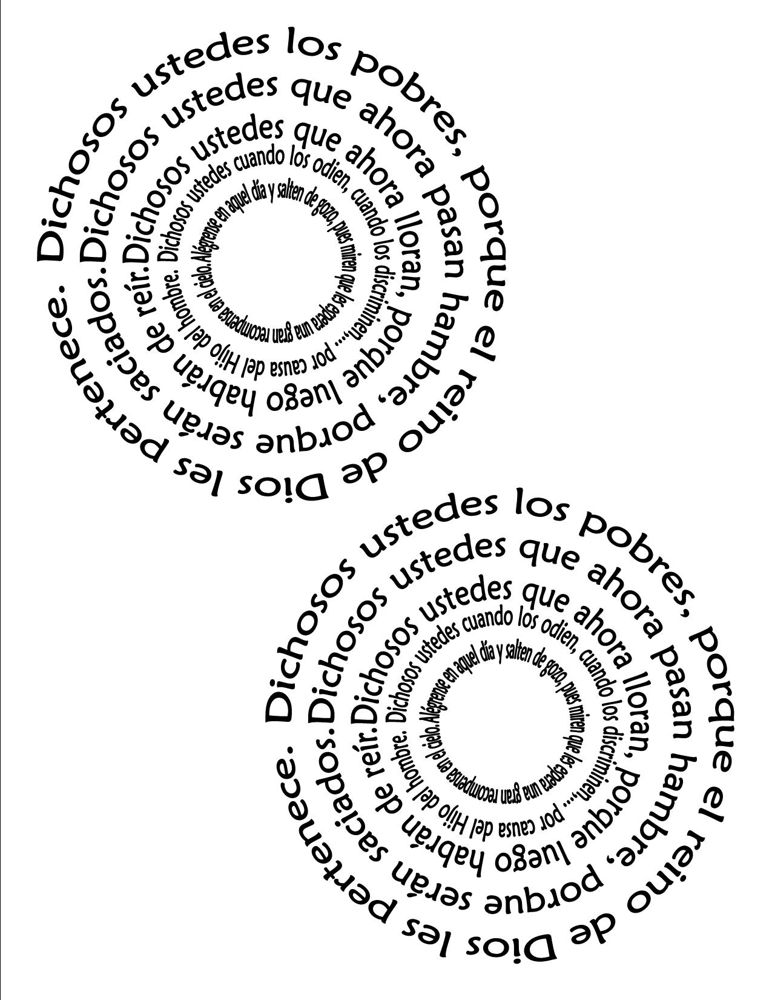 Dichosos ustedes los pobres, porque el reino de Dios les pertenece.
Dichosos ustedes que ahora pasan hambre, porque serán saciados.
Dichosos ustedes que ahora lloran, porque luego habrán de reír.
Dichosos ustedes cuando los odien, cuando los discriminen,... por causa del Hijo del hombre.
Alégrense en aquel día y salten de gozo, pues miren que les espera una gran recompensa en el cielo.
Dichosos ustedes los pobres, porque el reino de Dios les pertenece.
Dichosos ustedes que ahora pasan hambre, porque serán saciados.
Dichosos ustedes que ahora lloran, porque luego habrán de reír.
Dichosos ustedes cuando los odien, cuando los discriminen,... por causa del Hijo del hombre.
Alégrense en aquel día y salten de gozo, pues miren que les espera una gran recompensa en el cielo.